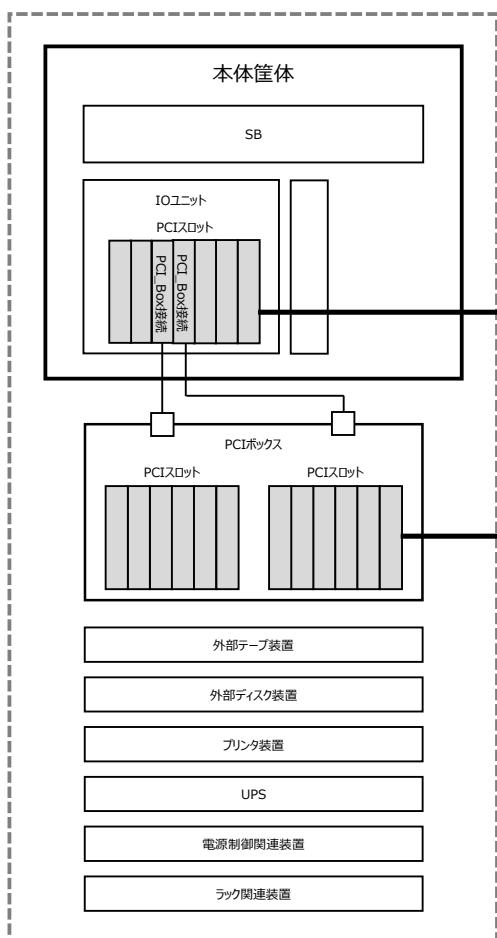 本体筐体
SB
IOユニット
PCIスロット
PCI_Box接続
PCI_Box接続
PCIボックス
PCIスロット
PCIスロット
外部テープ装置
外部ディスク装置
プリンタ装置
UPS
電源制御関連装置
ラック関連装置